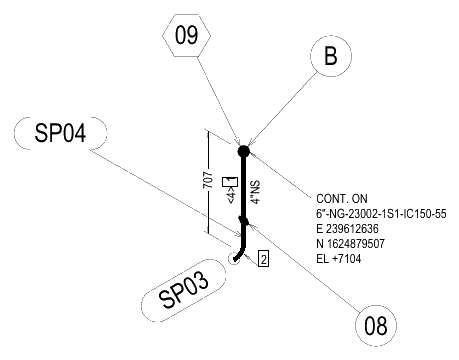 09
B
SP04
707
<4>
1
4"NS
CONT. ON
6"-NG-23002-1S1-IC150-55
E 239612636
N 1624879507
EL +7104
2
SP03
08